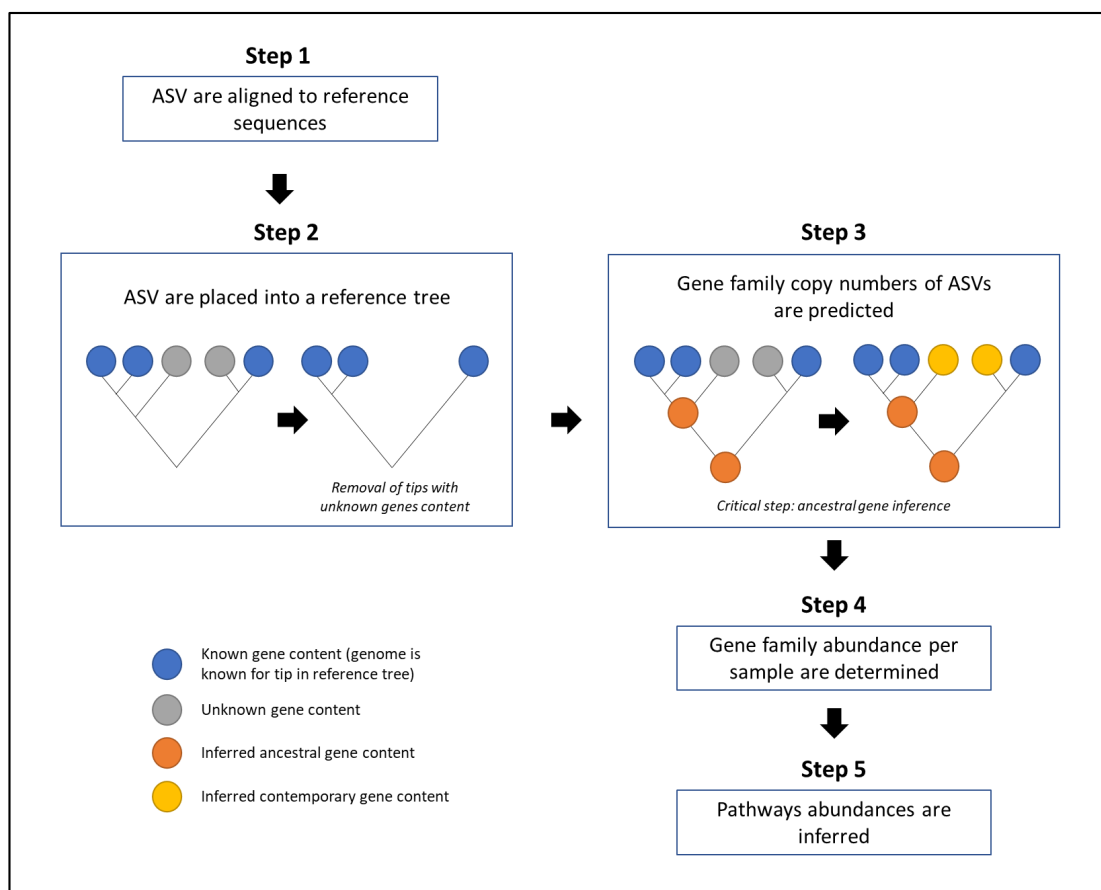 Step 1
ASV are aligned to reference
sequences
Step 2
ASV are placed into a reference tree
Removal of tips with
unknown genes content
Step 3
Gene family copy numbers of ASVs
are predicted
Critical step: ancestral gene inference
Step 4
Gene family abundance per
sample are determined
Step 5
Pathways abundances are
inferred
Known gene content (genome is
known for tip in reference tree)
Unknown gene content
Inferred ancestral gene content
Inferred contemporary gene content